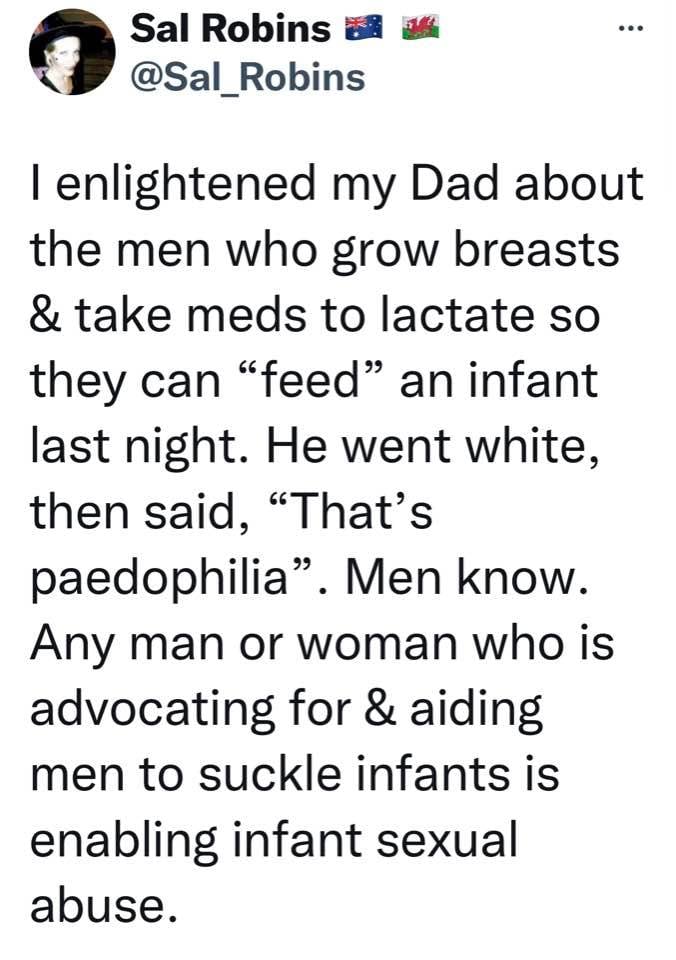 Sal Robins 🇦🇺 🏴󠁧󠁢󠁷󠁬󠁳󠁿
@Sal_Robins
I enlightened my Dad about
the men who grow breasts
& take meds to lactate so
they can “feed” an infant
last night. He went white,
then said, “That’s
paedophilia”. Men know.
Any man or woman who is
advocating for & aiding
men to suckle infants is
enabling infant sexual
abuse.